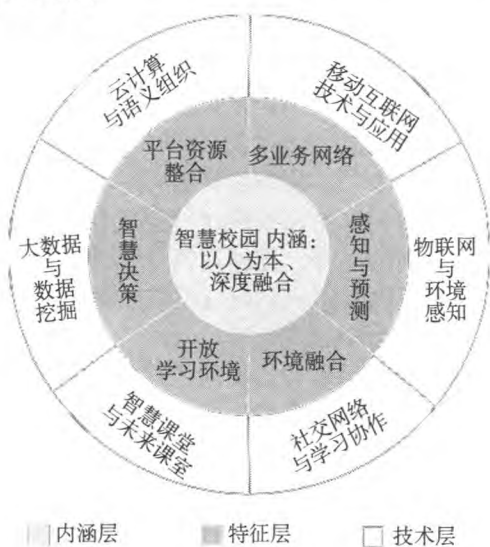 云计算
与语义组织
移动互联网
技术与应用
平台资源
整合
多业务网络
大数据
与
数据
挖掘
智慧决策
智慧校园 内涵：
以人为本、
深度融合
感知与预测
物联网
与
环境
感知
开放
学习环境
环境融合
智慧课堂
与未来课室
社交网络
与学习协作
内涵层
特征层
技术层